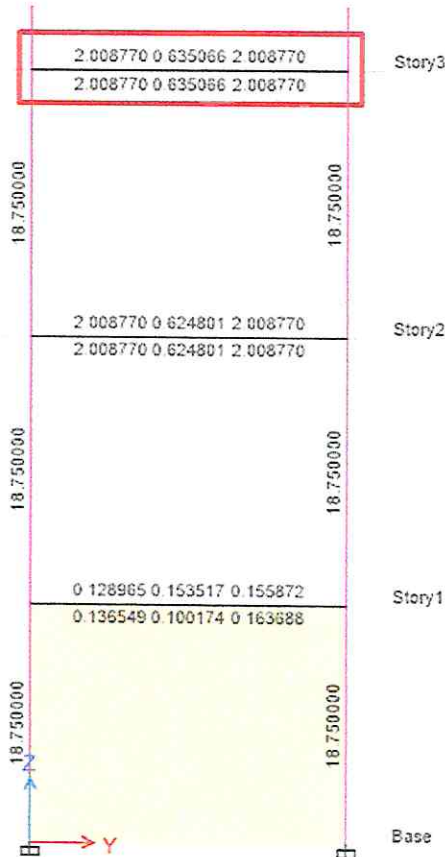 2.008770 0.635066 2.008770
Story3
2.008770 0.635066 2.008770
18.750000
18.750000
2.008770 0.624801 2.008770
Story2
2.008770 0.624801 2.008770
18.750000
18.750000
0.128965 0.153517 0.155872
Story1
0.136549 0.100174 0.163688
18.750000
18.750000
Z
Y
Base